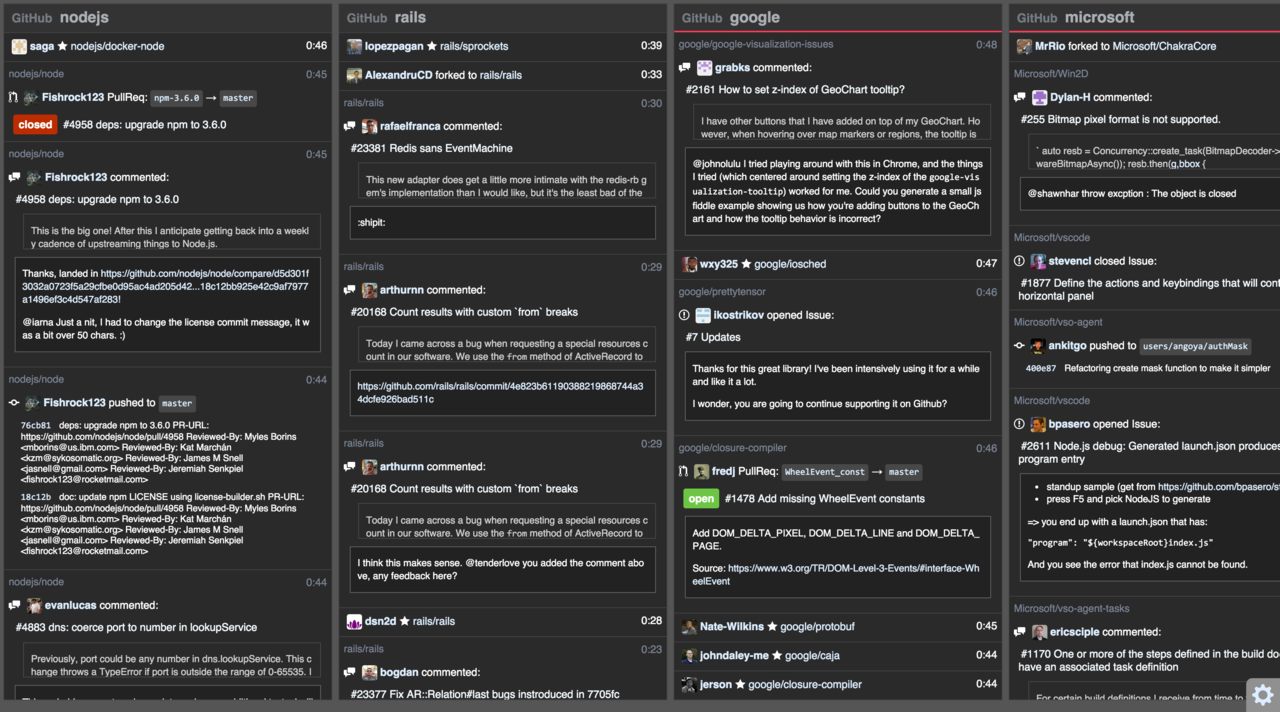 GitHub nodejs
saga ★ nodejs/docker-node 0:46
nodejs/node 0:45
Fishrock123 PullReq: npm-3.6.0 → master
closed #4958 deps: upgrade npm to 3.6.0
nodejs/node 0:45
Fishrock123 commented:
#4958 deps: upgrade npm to 3.6.0
This is the big one! After this I anticipate getting back into a weekl
y cadence of upstreaming things to Node.js.
Thanks, landed in https://github.com/nodejs/node/compare/d5d301f
3032a0723f5a29cfbe0d95ac4ad205d42...18c12bb925e42c9af7977
a1496ef3c4d547af283!
@iarna Just a nit, I had to change the license commit message, it w
as a bit over 50 chars. :)
nodejs/node 0:44
Fishrock123 pushed to master
76cb81 deps: upgrade npm to 3.6.0 PR-URL:
https://github.com/nodejs/node/pull/4958 Reviewed-By: Myles Borins
<mborins@us.ibm.com> Reviewed-By: Kat Marchán
<kzm@sykosomatic.org> Reviewed-By: James M Snell
<jasnell@gmail.com> Reviewed-By: Jeremiah Senkpiel
<fishrock123@rocketmail.com>
18c12b doc: update npm LICENSE using license-builder.sh PR-URL:
https://github.com/nodejs/node/pull/4958 Reviewed-By: Myles Borins
<mborins@us.ibm.com> Reviewed-By: Kat Marchán
<kzm@sykosomatic.org> Reviewed-By: James M Snell
<jasnell@gmail.com> Reviewed-By: Jeremiah Senkpiel
<fishrock123@rocketmail.com>
nodejs/node 0:44
evanlucas commented:
#4883 dns: coerce port to number in lookupService
Previously, port could be any number in dns.lookupService. This c
hange throws a TypeError if port is outside the range of 0-65535. I
GitHub rails
lopezpagan ★ rails/sprockets 0:39
AlexandruCD forked to rails/rails 0:33
rails/rails 0:30
rafaelfranca commented:
#23381 Redis sans EventMachine
This new adapter does get a little more intimate with the redis-rb g
em's implementation than I would like, but it's the least bad of the
:shipit:
rails/rails 0:29
arthurnn commented:
#20168 Count results with custom `from` breaks
Today I came across a bug when requesting a special resources c
ount in our software. We use the from method of ActiveRecord to
https://github.com/rails/rails/commit/4e823b61190388219868744a3
4dcfe926bad511c
rails/rails 0:29
arthurnn commented:
#20168 Count results with custom `from` breaks
Today I came across a bug when requesting a special resources c
ount in our software. We use the from method of ActiveRecord to
I think this makes sense. @tenderlove you added the comment abo
ve, any feedback here?
dsn2d ★ rails/rails 0:28
rails/rails 0:23
bogdan commented:
#23377 Fix AR::Relation#last bugs instroduced in 7705fc
GitHub google
google/google-visualization-issues 0:48
grabks commented:
#2161 How to set z-index of GeoChart tooltip?
I have other buttons that I have added on top of my GeoChart. Ho
wever, when hovering over map markers or regions, the tooltip is
@johnolulu I tried playing around with this in Chrome, and the things
I tried (which centered around setting the z-index of the google-vis
ualization-tooltip) worked for me. Could you generate a small js
fiddle example showing us how you're adding buttons to the GeoCh
art and how the tooltip behavior is incorrect?
wxy325 ★ google/iosched 0:47
google/prettytensor 0:46
ikostrikov opened Issue:
#7 Updates
Thanks for this great library! I've been intensively using it for a while
and like it a lot.
I wonder, you are going to continue supporting it on Github?
google/closure-compiler 0:46
fredj PullReq: WheelEvent_const → master
open #1478 Add missing WheelEvent constants
Add DOM_DELTA_PIXEL, DOM_DELTA_LINE and DOM_DELTA_
PAGE.
Source: https://www.w3.org/TR/DOM-Level-3-Events/#interface-Wh
eelEvent
Nate-Wilkins ★ google/protobuf 0:45
johndaley-me ★ google/caja 0:44
jerson ★ google/closure-compiler 0:44
GitHub microsoft
MrRio forked to Microsoft/ChakraCore
Microsoft/Win2D
Dylan-H commented:
#255 Bitmap pixel format is not supported.
` auto resb = Concurrency::create_task(BitmapDecoder-
wareBitmapAsync()); resb.then(g,bbox {
@shawnhar throw excption : The object is closed
Microsoft/vscode
stevencl closed Issue:
#1877 Define the actions and keybindings that will cont
horizontal panel
Microsoft/vso-agent
ankitgo pushed to users/angoya/authMask
400e87 Refactoring create mask function to make it simpler
Microsoft/vscode
bpasero opened Issue:
#2611 Node.js debug: Generated launch.json produces
program entry
• standup sample (get from https://github.com/bpasero/st
• press F5 and pick NodeJS to generate
=> you end up with a launch.json that has:
"program": "${workspaceRoot}index.js"
And you see the error that index.js cannot be found.
Microsoft/vso-agent-tasks
ericsciple commented:
#1170 One or more of the steps defined in the build do
have an associated task definition
For certain build definitions I receive from time to